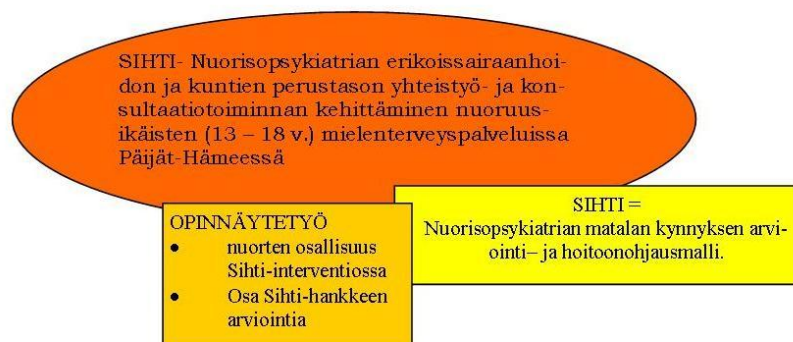 SIHTI- Nuorisopsykiatrian erikoissairaanhoi-
don ja kuntien perustason yhteistyö- ja kon-
sultaatiotoiminnan kehittäminen nuoruus-
ikäisten (13 – 18 v.) mielenterveyspalveluissa
Päijät-Hämeessä
OPINNÄYTETYÖ
• nuorten osallisuus
Sihti-interventiossa
• Osa Sihti-hankkeen
arviointia
SIHTI =
Nuorisopsykiatrian matalan kynnyksen arvi-
ointi– ja hoitoonohjausmalli.